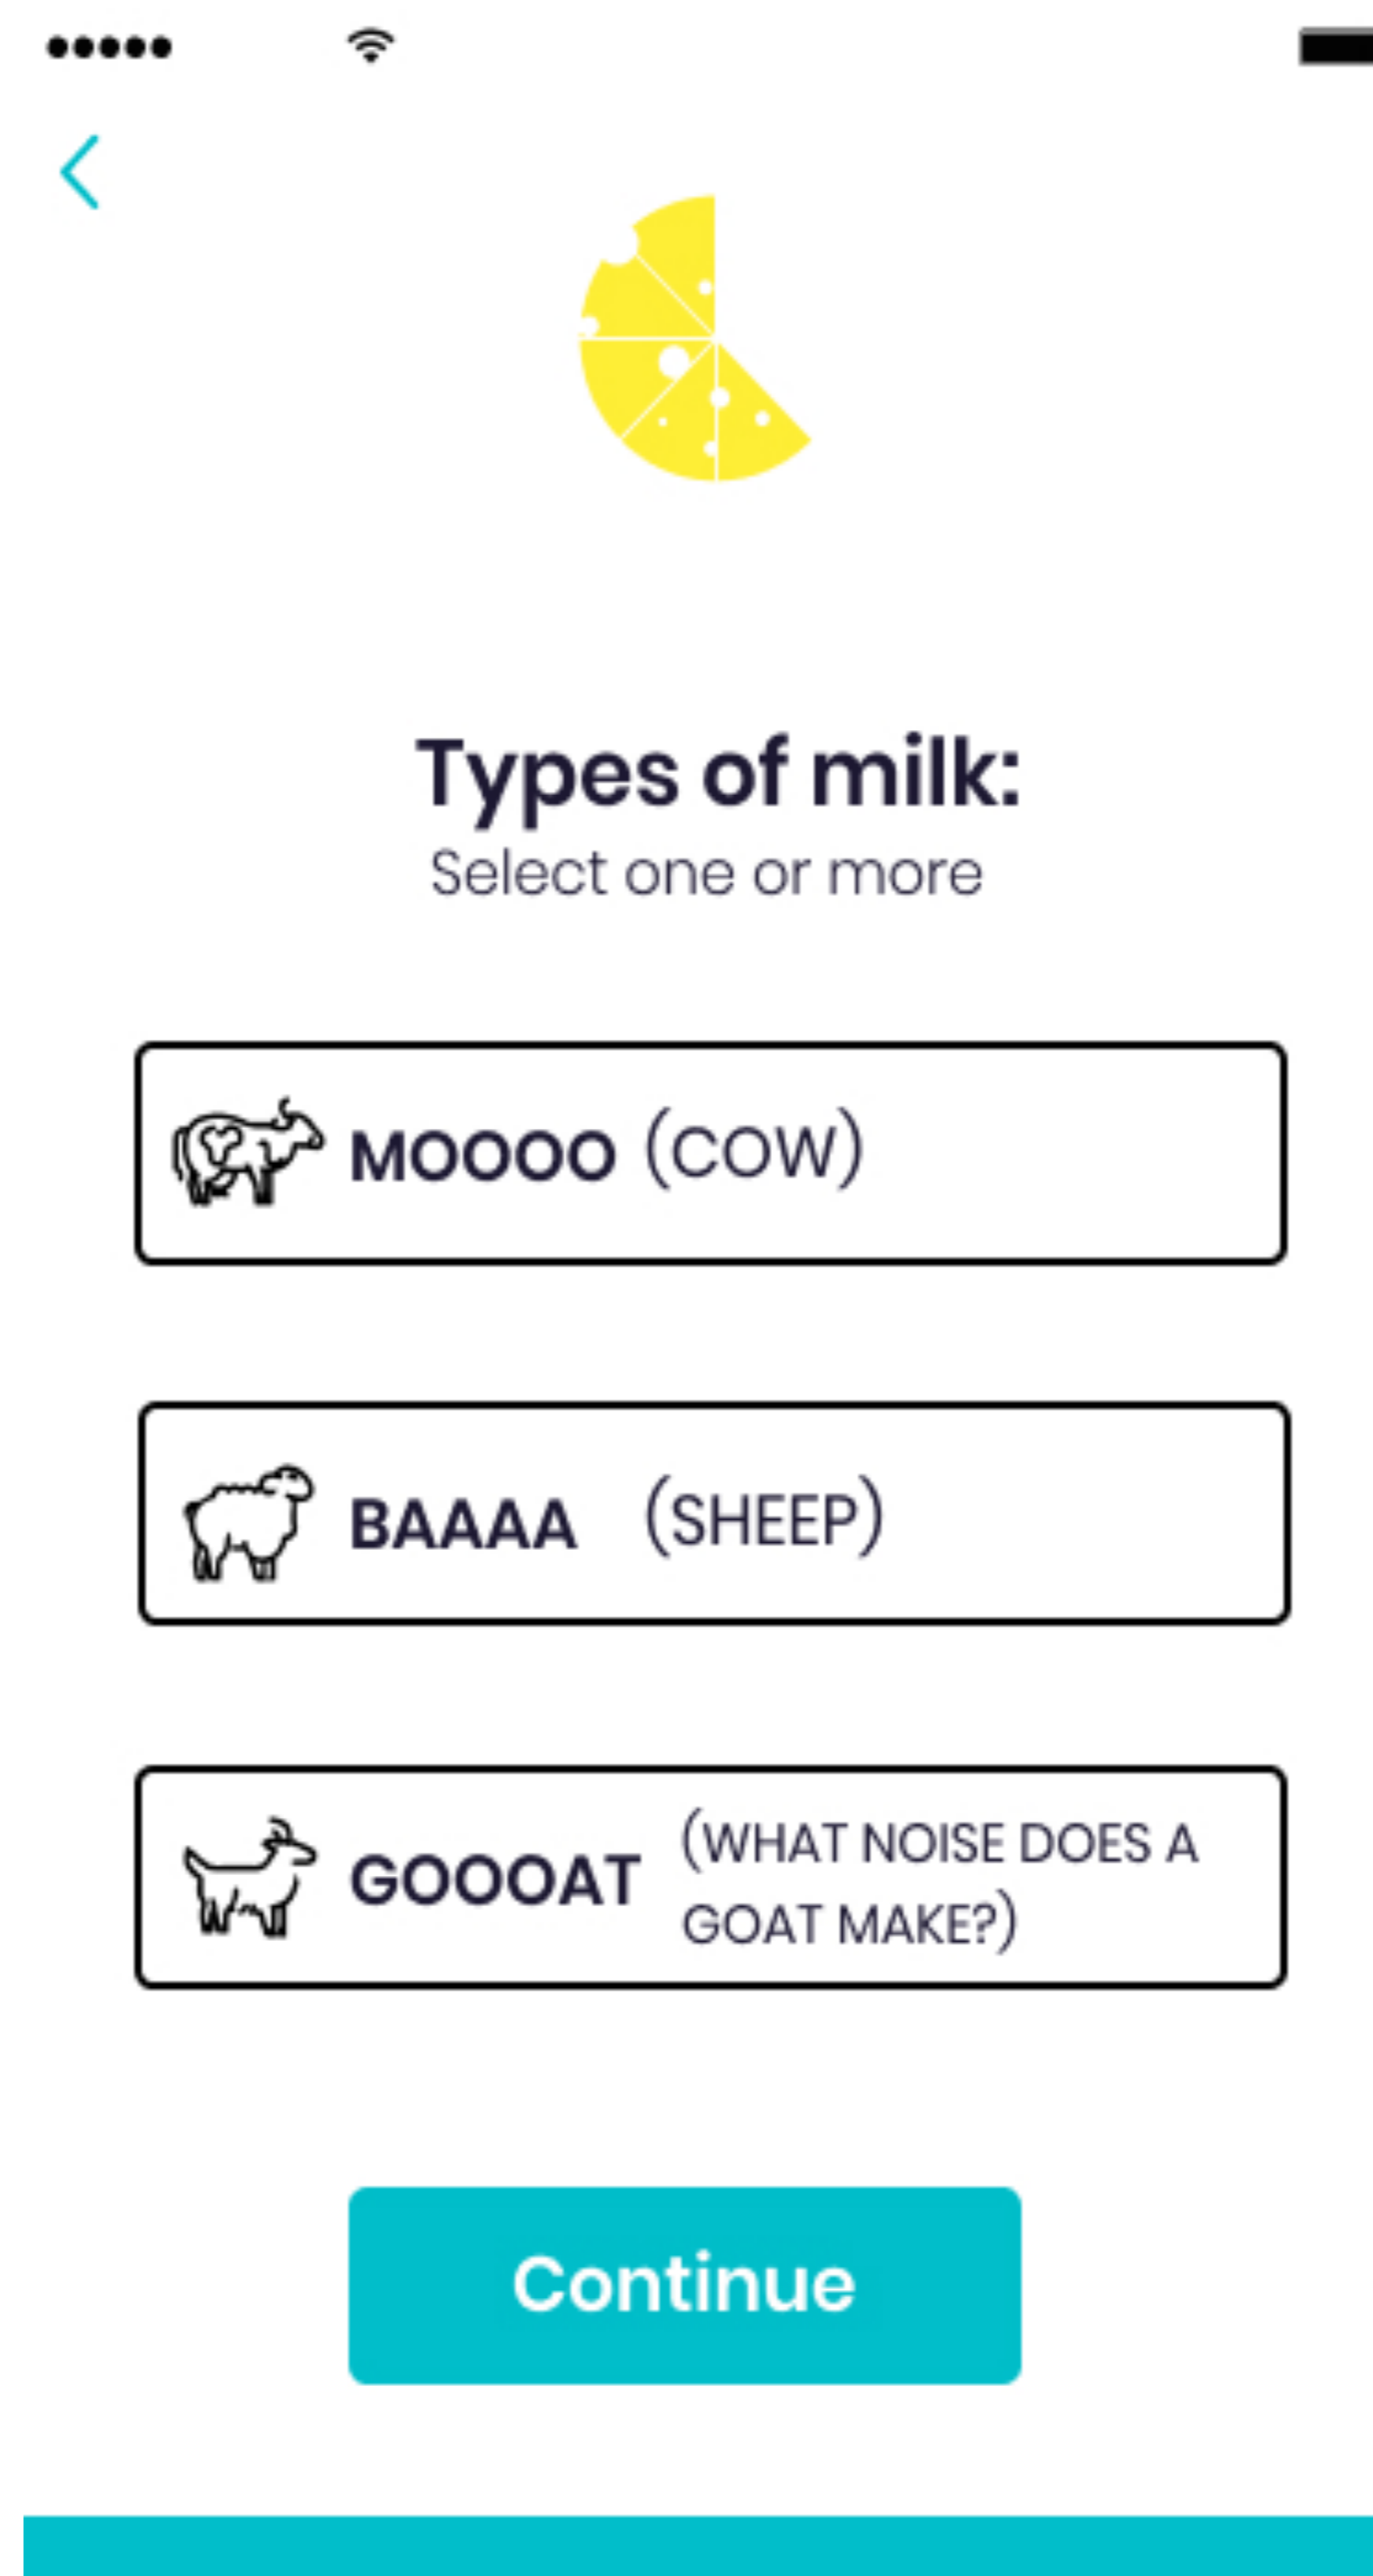 Types of milk:
Select one or more
MOOOO (COW)
BAAAA (SHEEP)
GOOOAT (WHAT NOISE DOES A
GOAT MAKE?)
Continue